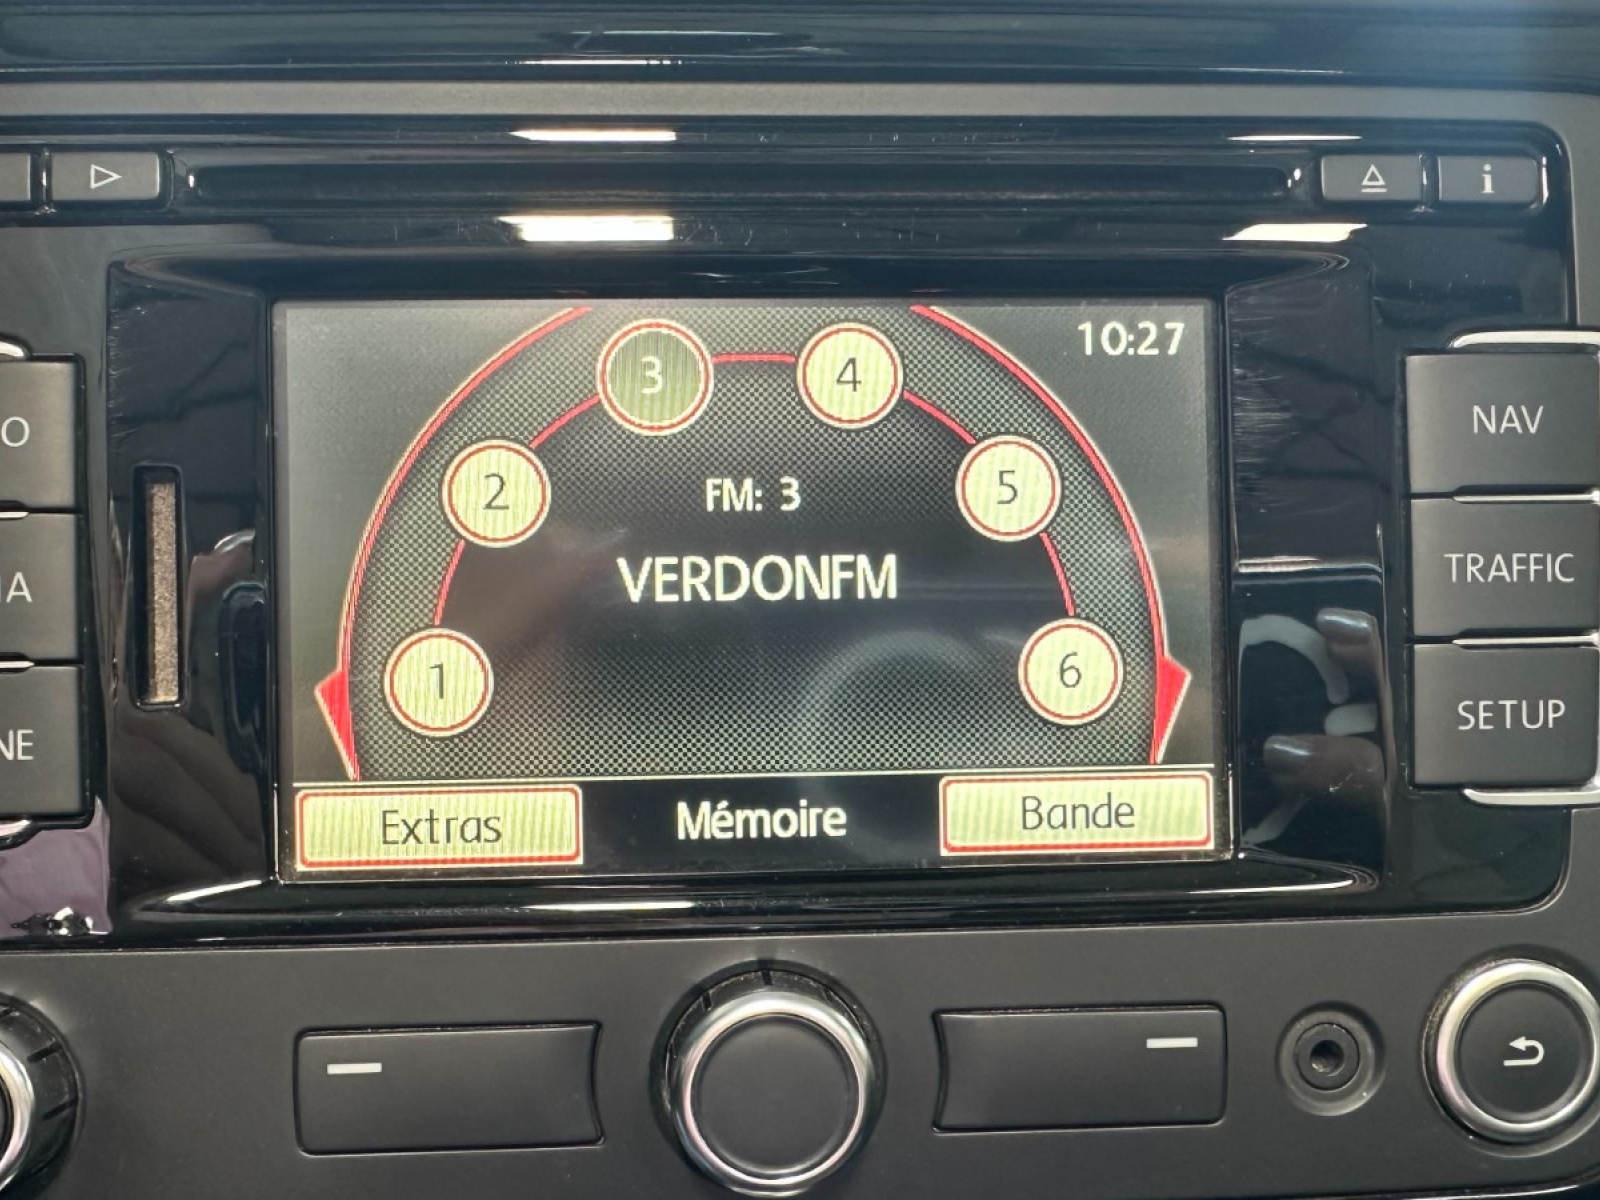 i
10:27
3
4
2
5
FM: 3
VERDONFM
1
6
Extras
Mémoire
Bande
NAV
TRAFFIC
SETUP